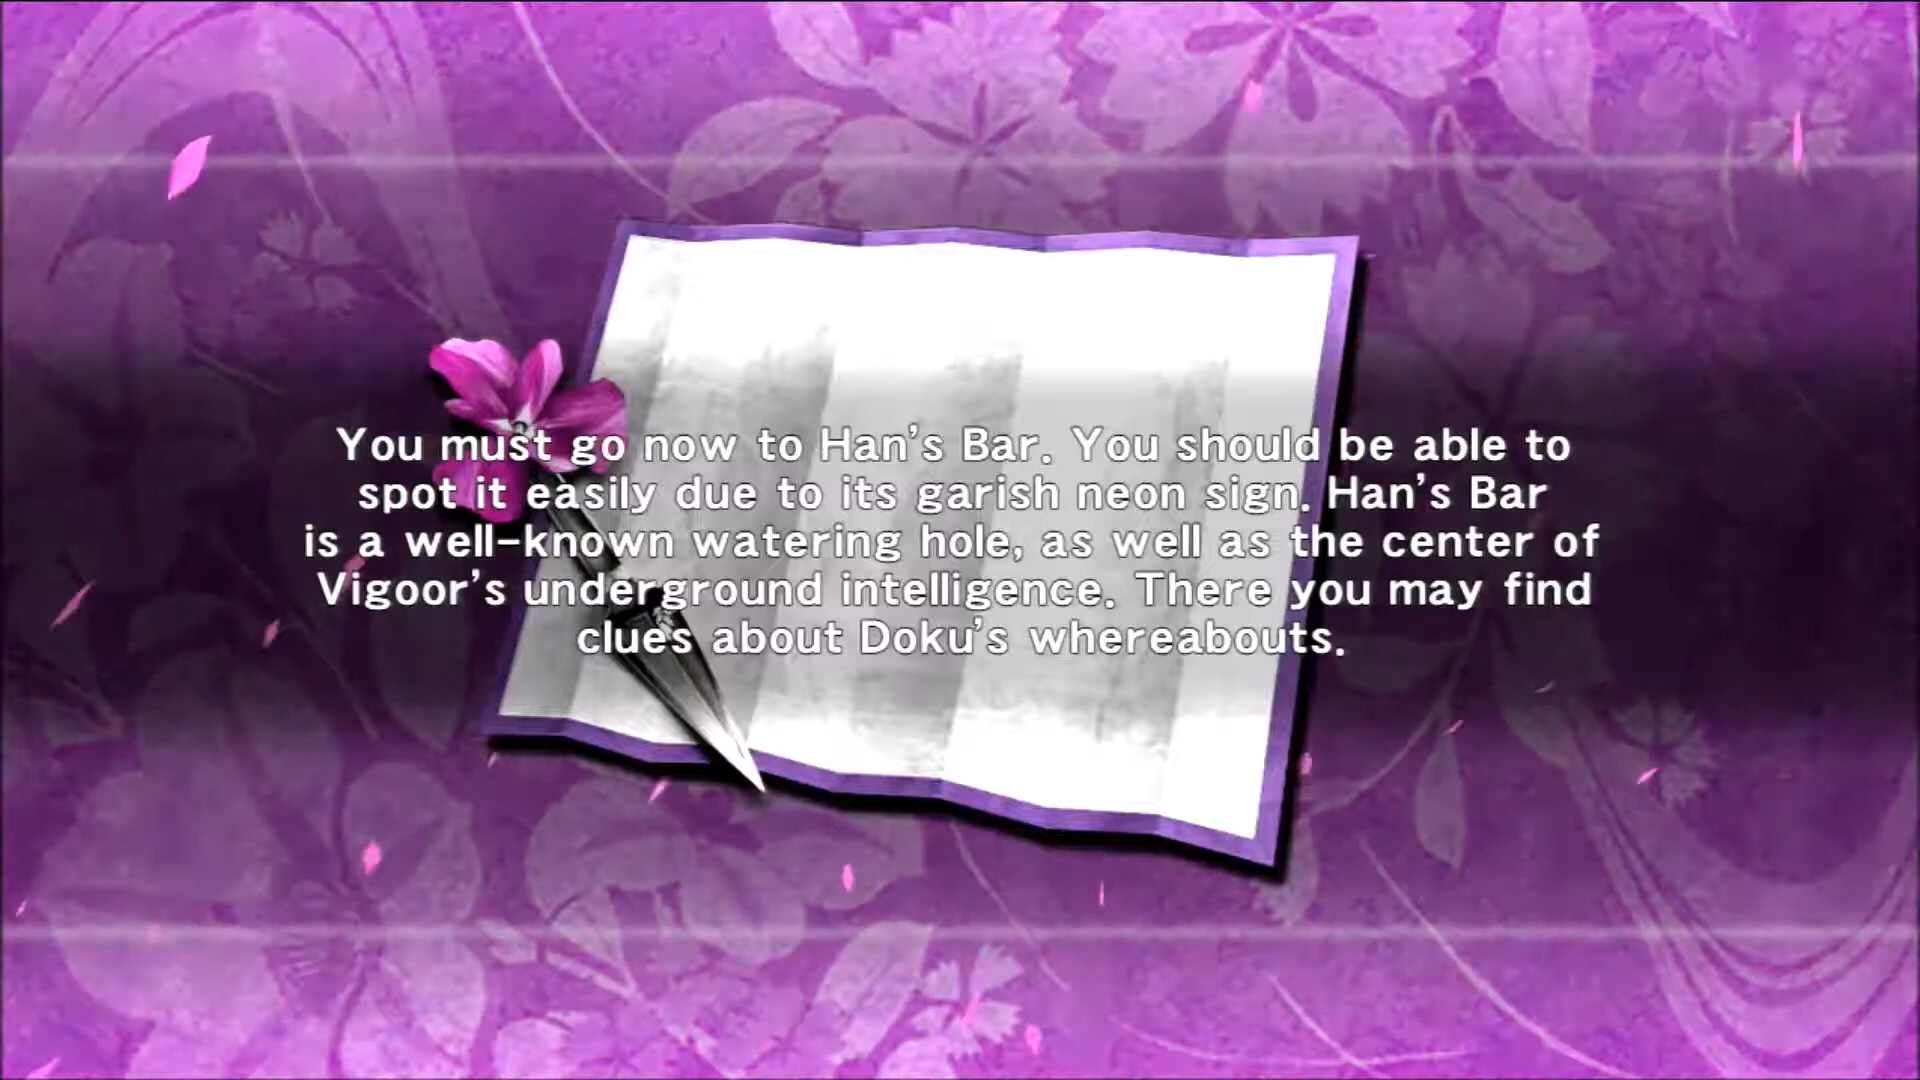 You must go now to Han's Bar. You should be able to
spot it easily due to its garish neon sign. Han's Bar
is a well-known watering hole, as well as the center of
Vigoor's underground intelligence. There you may find
clues about Doku's whereabouts.